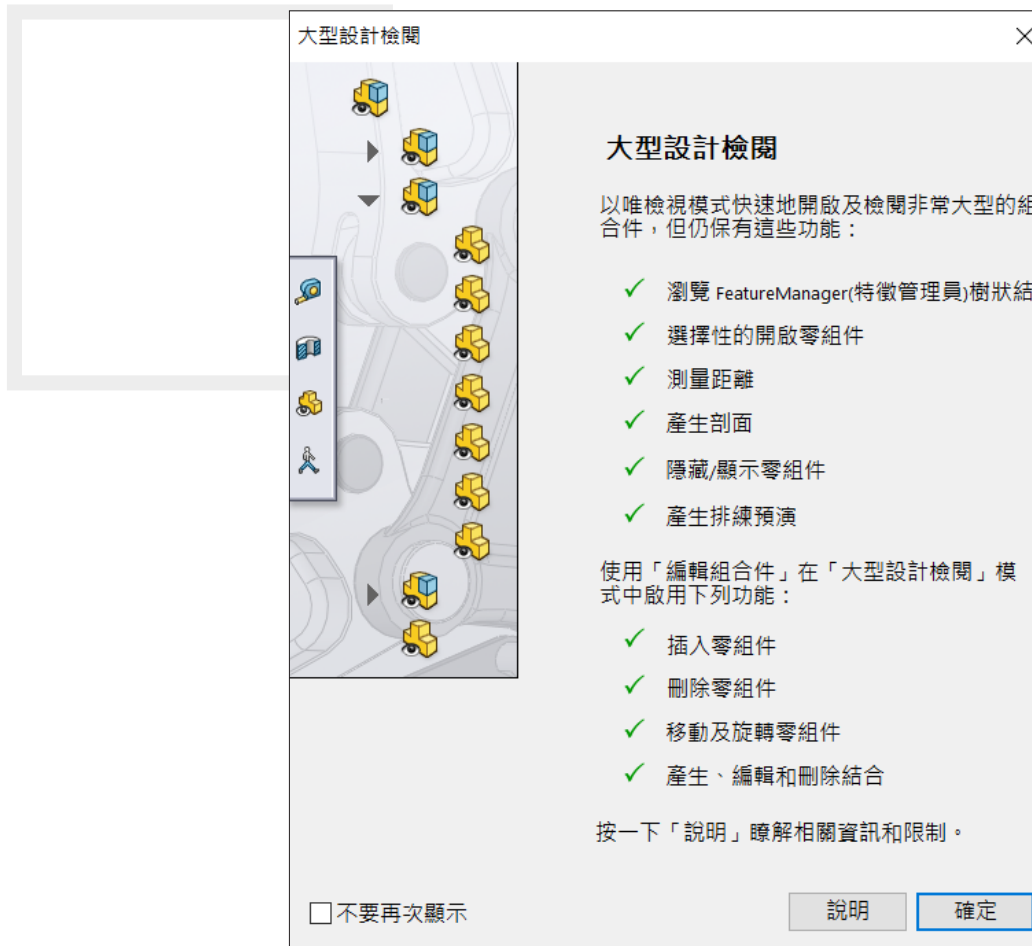 大型設計檢閱
大型設計檢閱
以唯檢視模式快速地開啟及檢閱非常大型的組
合件，但仍保有這些功能：
瀏覽 FeatureManager(特徵管理員)樹狀結
選擇性的開啟零組件
測量距離
產生剖面
隱藏/顯示零組件
產生排練預演
使用「編輯組合件」在「大型設計檢閱」模
式中啟用下列功能：
插入零組件
刪除零組件
移動及旋轉零組件
產生、編輯和刪除結合
按一下「說明」瞭解相關資訊和限制。
不要再次顯示
說明
確定